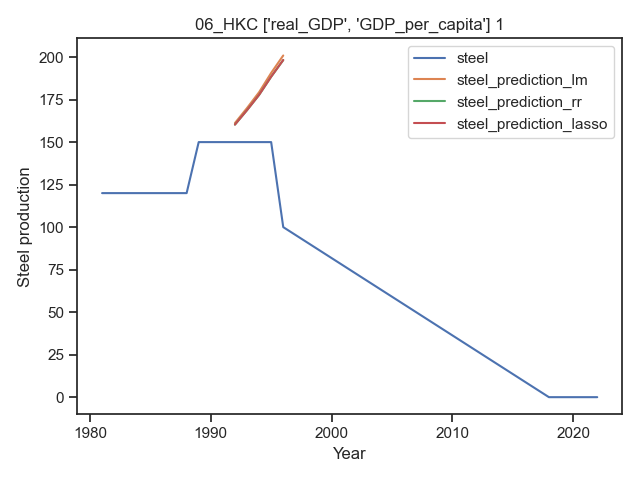 06_HKC ['real_GDP', 'GDP_per_capita'] 1
steel
steel_prediction_lm
steel_prediction_rr
steel_prediction_lasso
Steel production
200
175
150
125
100
75
50
25
0
1980
1990
2000
2010
2020
Year